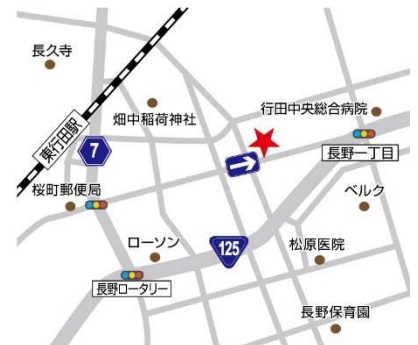 長久寺
畑中稲荷神社
行田中央総合病院
東行田駅
7
長野一丁目
桜町郵便局
ベルク
ローソン
125
松原医院
長野ロータリー
長野保育園